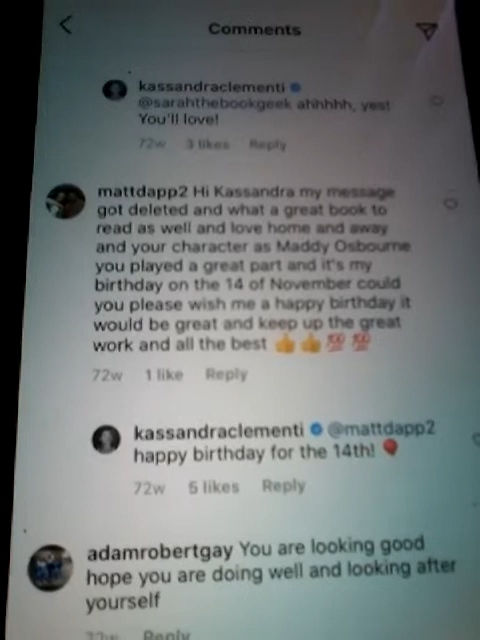 Comments
kassandraclementi
@sarahthebookgeek ahhhhh, yes!
You'll love!
72w 3 likes Reply
mattdapp2 Hi Kassandra my message
got deleted and what a great book to
read as well and love home and away
and your character as Maddy Osbourne
you played a great part and it's my
birthday on the 14 of November could
you please wish me a happy birthday it
would be great and keep up the great
work and all the best 👍👍💯💯
72w 1 like Reply
kassandraclementi @mattdapp2
happy birthday for the 14th! 🎈
72w 5 likes Reply
adamrobertgay You are looking good
hope you are doing well and looking after
yourself
72w Reply